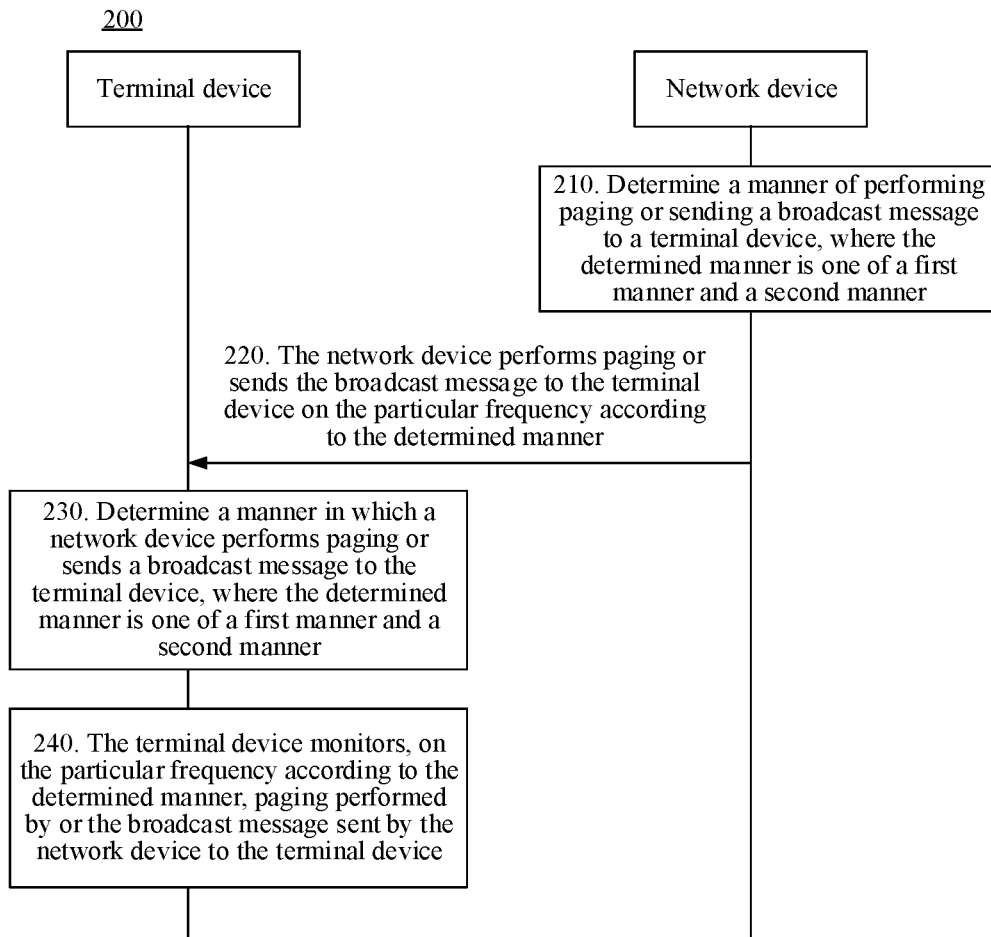 200
Terminal device
Network device
210. Determine a manner of performing
paging or sending a broadcast message
to a terminal device, where the
determined manner is one of a first
manner and a second manner
220. The network device performs paging or
sends the broadcast message to the terminal
device on the particular frequency according
to the determined manner
230. Determine a manner in which a
network device performs paging or
sends a broadcast message to the
terminal device, where the determined
manner is one of a first manner and a
second manner
240. The terminal device monitors, on
the particular frequency according to the
determined manner, paging performed
by or the broadcast message sent by the
network device to the terminal device